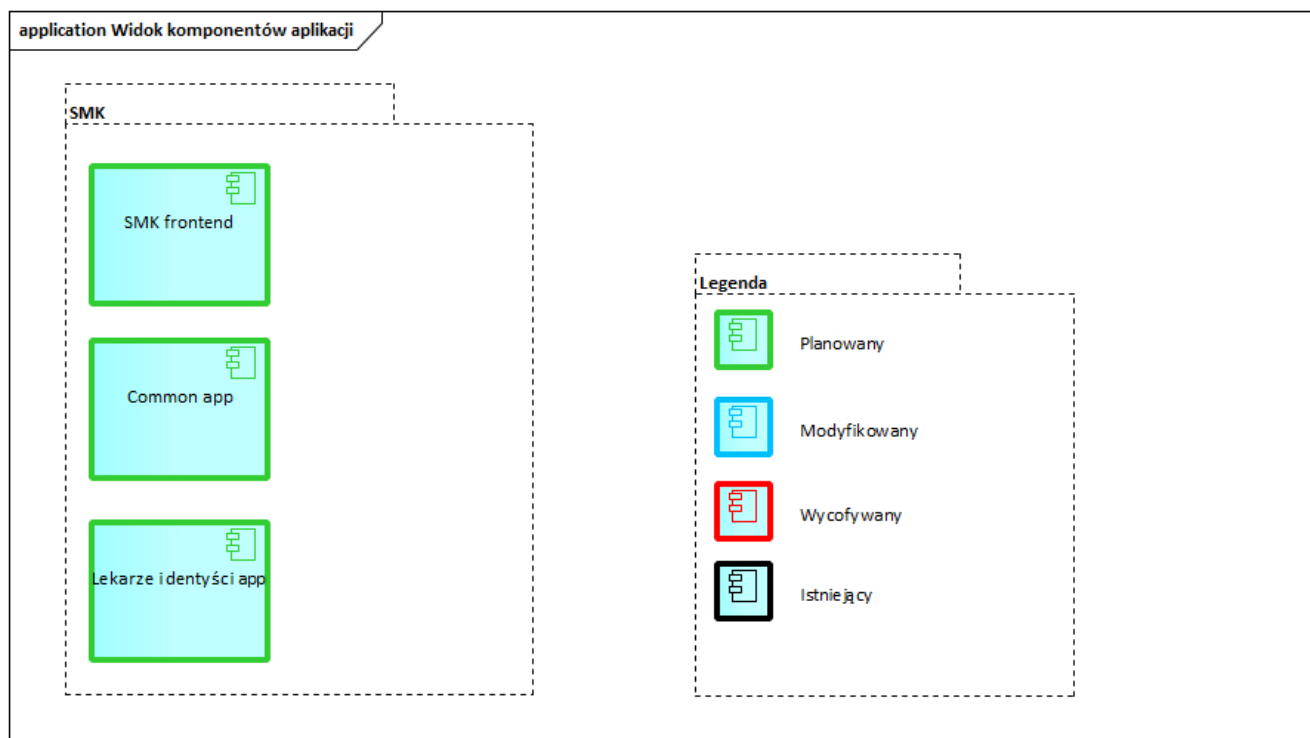 application Widok komponentów aplikacji
SMK
SMK frontend
Common app
Lekarze i dentyści app
Legenda
Planowany
Modyfikowany
Wycofywany
Istniejący